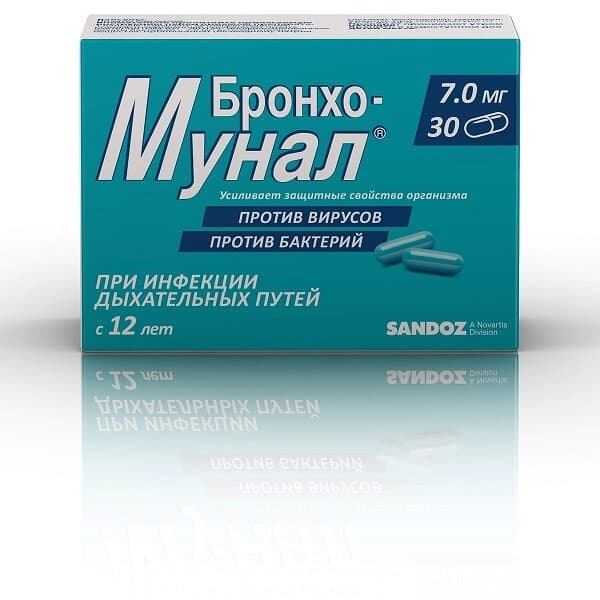 Бронхо-
Мунал®
7.0 мг
30
Усиливает защитные свойства организма
ПРОТИВ ВИРУСОВ
ПРОТИВ БАКТЕРИЙ
ПРИ ИНФЕКЦИИ
ДЫХАТЕЛЬНЫХ ПУТЕЙ
с 12 лет
SANDOZ
A Novartis
Division